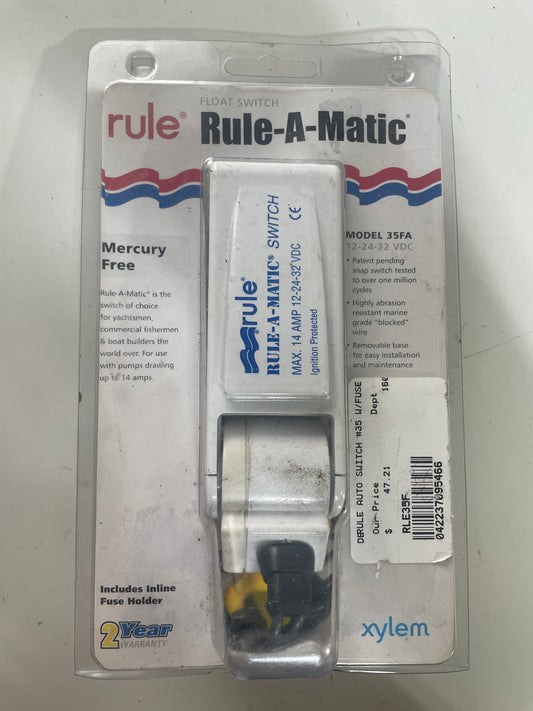 FLOAT SWITCH
rule® Rule-A-Matic®
Mercury
Free
Rule-A-Matic® is the
switch of choice
for yachtsmen,
commercial fishermen
& boat builders the
world over. For use
with pumps drawing
up to 14 amps.
rule®
RULE-A-MATIC® SWITCH
MAX. 14 AMP 12-24-32 VDC
Ignition Protected
CE
MODEL 35FA
12-24-32 VDC
• Patent pending
snap switch tested
to over one million
cycles
• Highly abrasion
resistant marine
grade "blocked"
wire
• Removable base
for easy installation
and maintenance
RULE AUTO SWITCH #35 W/FUSE
Our Price Dept 160
$ 47.21
RLE35F
042237095466
Includes Inline
Fuse Holder
2 Year
WARRANTY
xylem